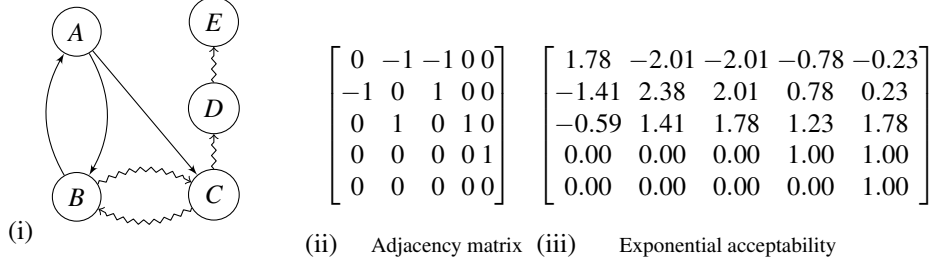 A
E
D
B
C
(i)
0 −1 −1 0 0
−1 0 1 0 0
0 1 0 1 0
0 0 0 0 1
0 0 0 0 0
(ii) Adjacency matrix
1.78 −2.01 −2.01 −0.78 −0.23
−1.41 2.38 2.01 0.78 0.23
−0.59 1.41 1.78 1.23 1.78
0.00 0.00 0.00 1.00 1.00
0.00 0.00 0.00 0.00 1.00
(iii) Exponential acceptability